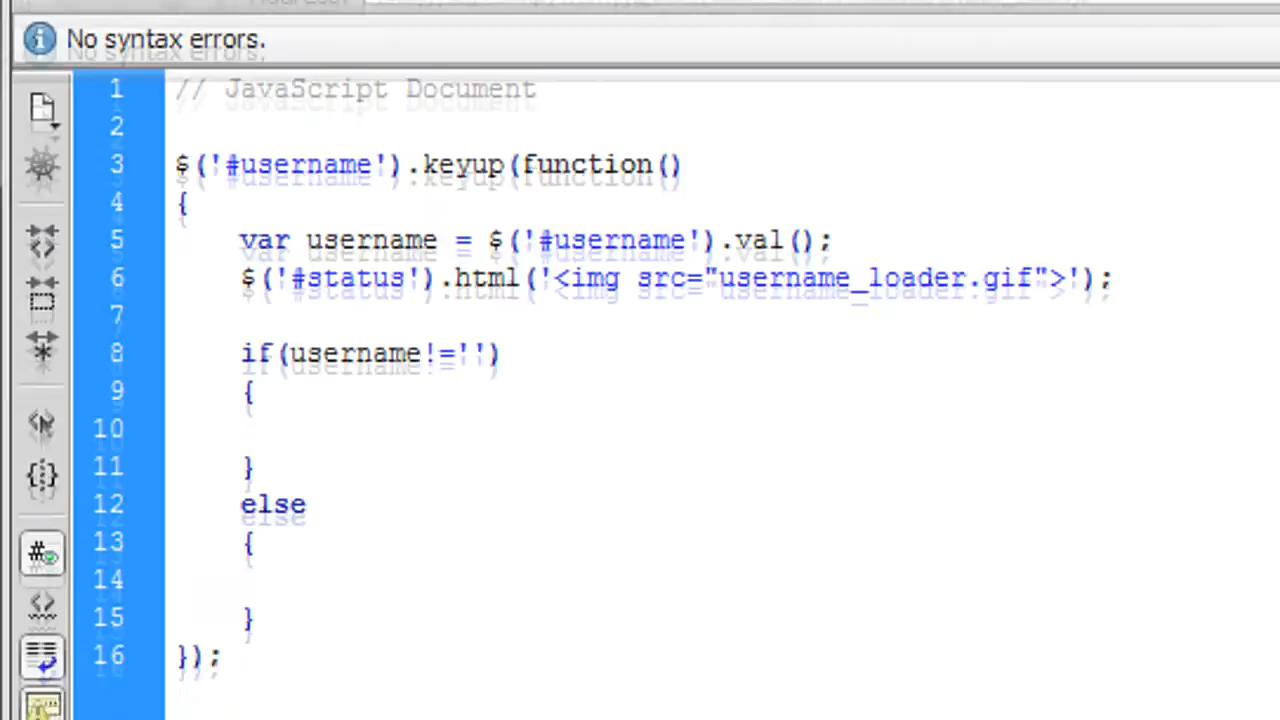 No syntax errors.
1 // JavaScript Document
2
3 $('#username').keyup(function()
4 {
5     var username = $('#username').val();
6     $('#status').html('<img src="username_loader.gif">');
7
8     if(username!='')
9     {
10
11     }
12     else
13     {
14
15     }
16 });